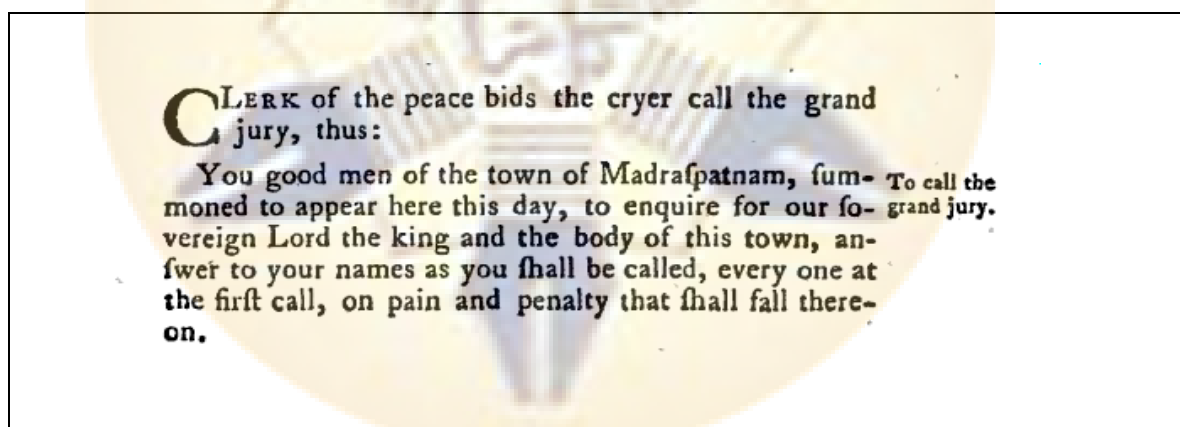 CLERK of the peace bids the cryer call the grand
jury, thus:
You good men of the town of Madraſpatnam, ſum-
moned to appear here this day, to enquire for our ſo-
vereign Lord the king and the body of this town, an-
ſwer to your names as you ſhall be called, every one at
the firſt call, on pain and penalty that ſhall fall there-
on.
To call the
grand jury.